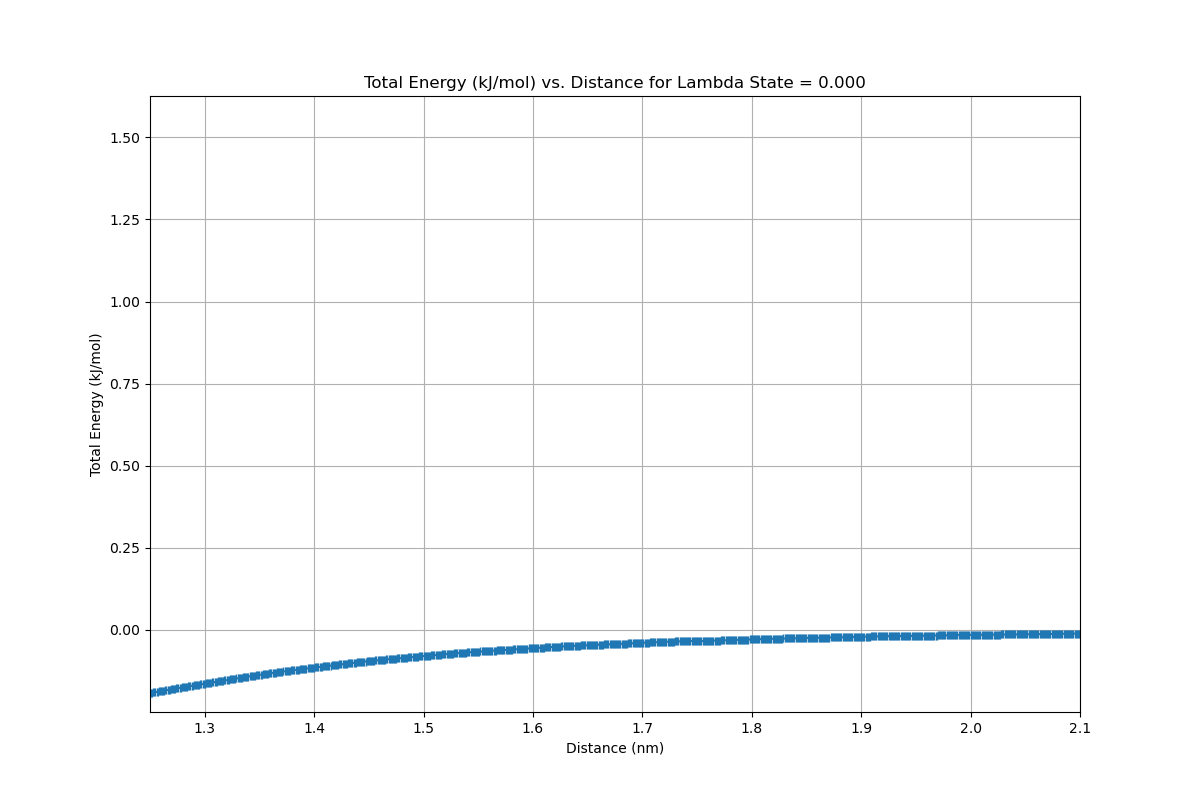 Total Energy (kJ/mol) vs. Distance for Lambda State = 0.000
1.50
1.25
1.00
0.75
0.50
0.25
0.00
Total Energy (kJ/mol)
1.3 1.4 1.5 1.6 1.7 1.8 1.9 2.0 2.1
Distance (nm)